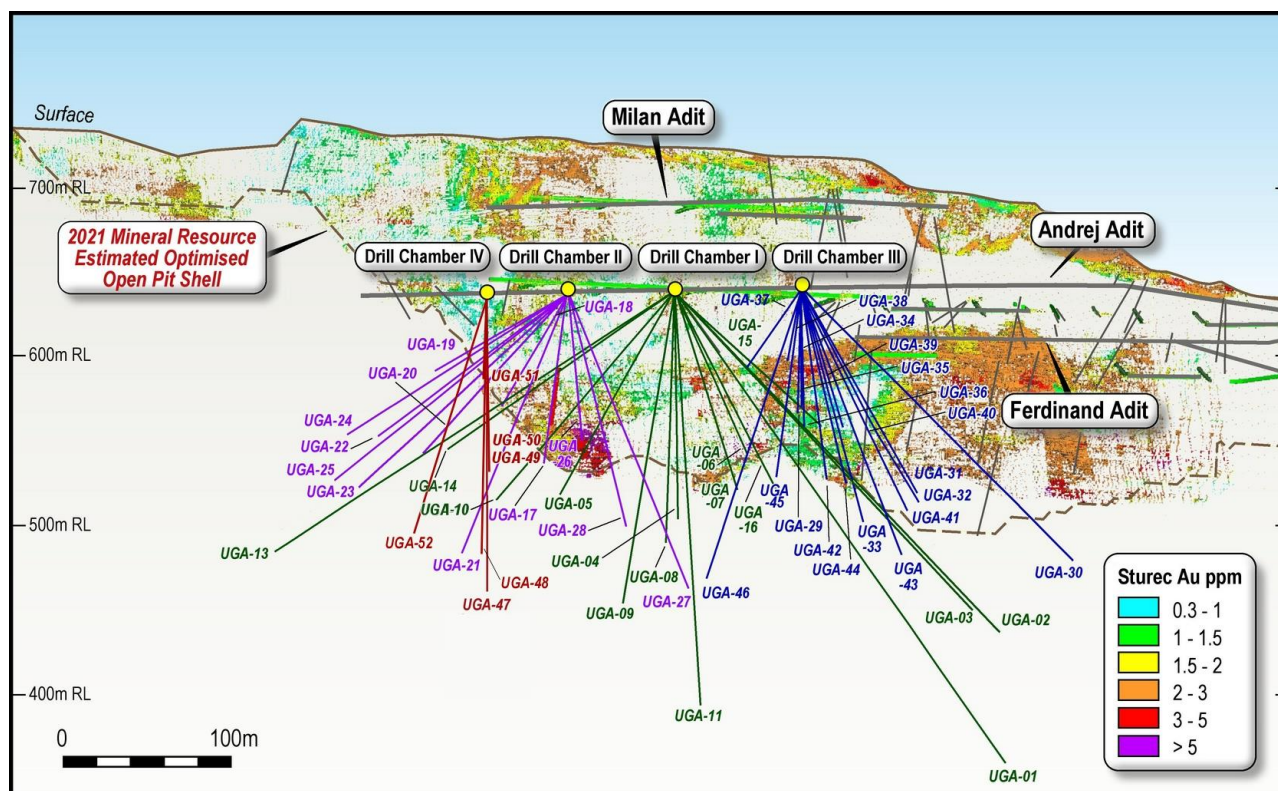 Surface
Milan Adit
700m RL
2021 Mineral Resource
Estimated Optimised
Open Pit Shell
Andrej Adit
Drill Chamber IV
Drill Chamber II
Drill Chamber I
Drill Chamber III
UGA-37
UGA-38
UGA-18
UGA-34
UGA
-15
UGA-19
UGA-39
600m RL
UGA-20
UGA-51
UGA-35
UGA-36
UGA-40
Ferdinand Adit
UGA-24
UGA-22
UGA-50
UGA-49
UGA
-26
UGA
-06
UGA-25
UGA-23
UGA-14
UGA-10
UGA-17
UGA-05
UGA
-07
UGA
-16
UGA
-45
UGA-31
UGA-32
UGA-41
500m RL
UGA-13
UGA-52
UGA-21
UGA-28
UGA-04
UGA-29
UGA-42
UGA-44
UGA
-33
UGA
-43
UGA-30
UGA-48
UGA-47
UGA-08
UGA-09
UGA-27
UGA-46
UGA-03
UGA-02
400m RL
UGA-11
UGA-01
0
100m
Sturec Au ppm
0.3 - 1
1 - 1.5
1.5 - 2
2 - 3
3 - 5
> 5